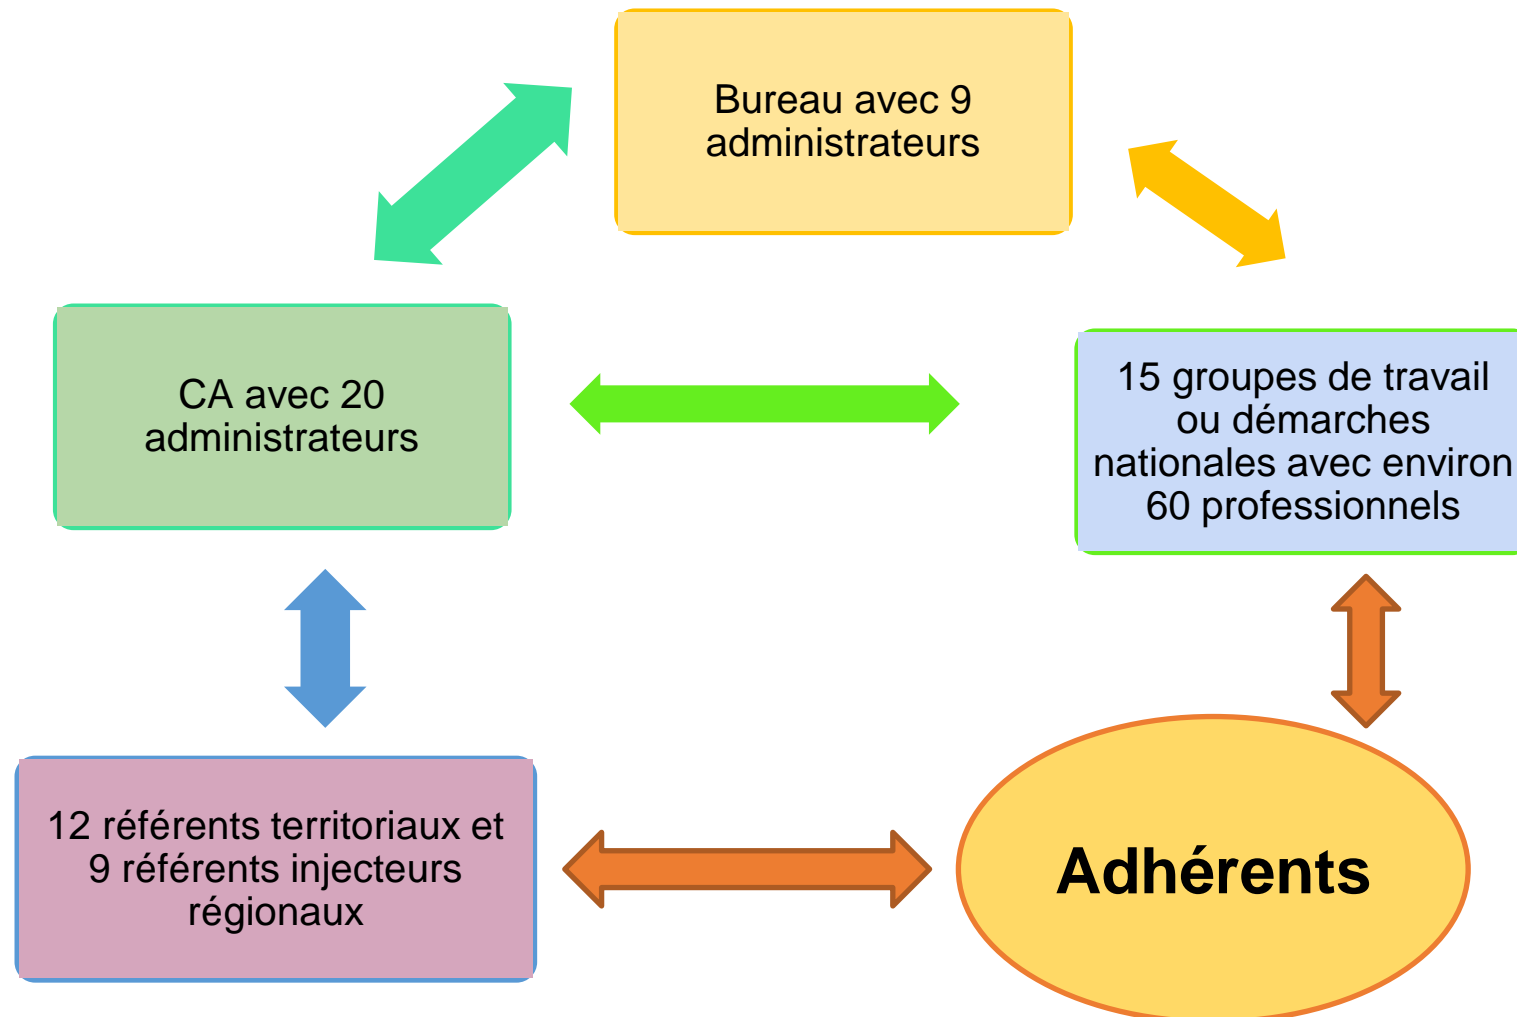 Bureau avec 9
administrateurs
CA avec 20
administrateurs
15 groupes de travail
ou démarches
nationales avec environ
60 professionnels
12 référents territoriaux et
9 référents injecteurs
régionaux
Adhérents